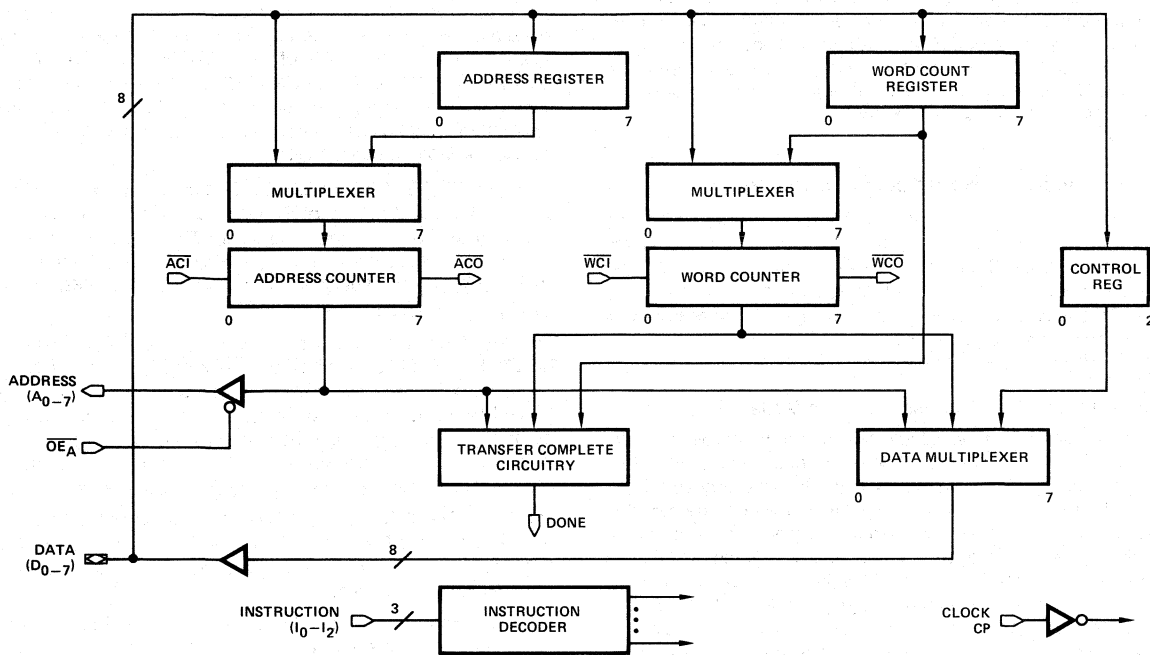 ADDRESS REGISTER
0 7
WORD COUNT
REGISTER
0 7
8
MULTIPLEXER
0 7
MULTIPLEXER
0 7
ACI
ADDRESS COUNTER
ACO
0 7
WCI
WORD COUNTER
WCO
0 7
CONTROL
REG
0 2
ADDRESS
(A0–7)
OEA
TRANSFER COMPLETE
CIRCUITRY
DATA MULTIPLEXER
0 7
DONE
DATA
(D0–7)
8
INSTRUCTION
(I0–I2)
3
INSTRUCTION
DECODER
CLOCK
CP